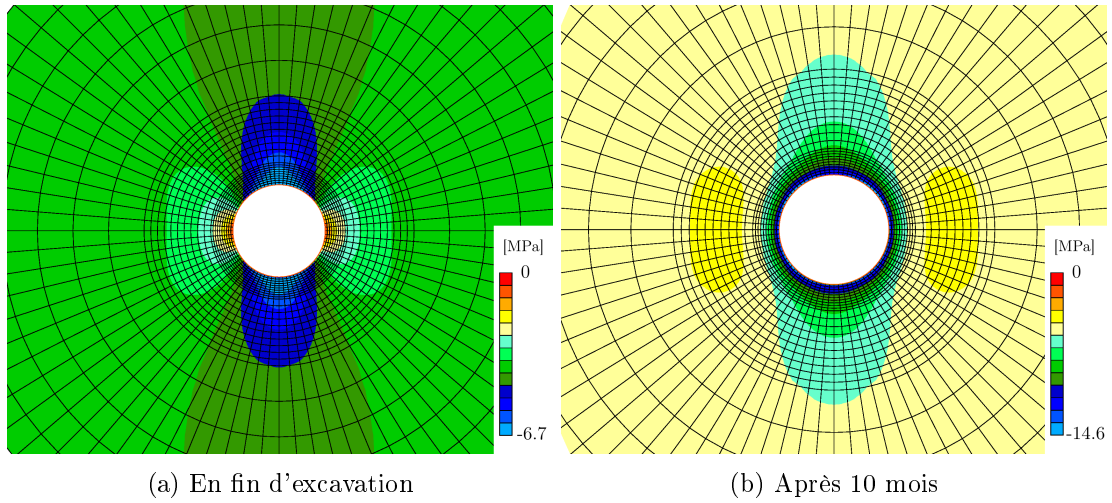 [MPa]
0
-6.7
[MPa]
0
-14.6
(a) En fin d'excavation
(b) Après 10 mois